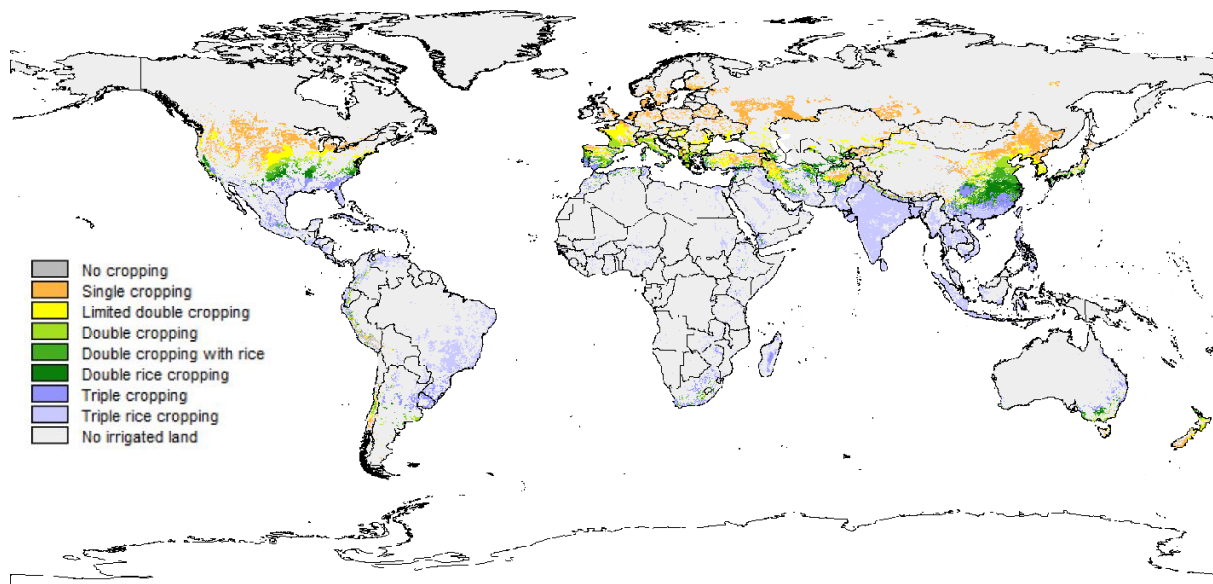 No cropping
Single cropping
Limited double cropping
Double cropping
Double cropping with rice
Double rice cropping
Triple cropping
Triple rice cropping
No irrigated land